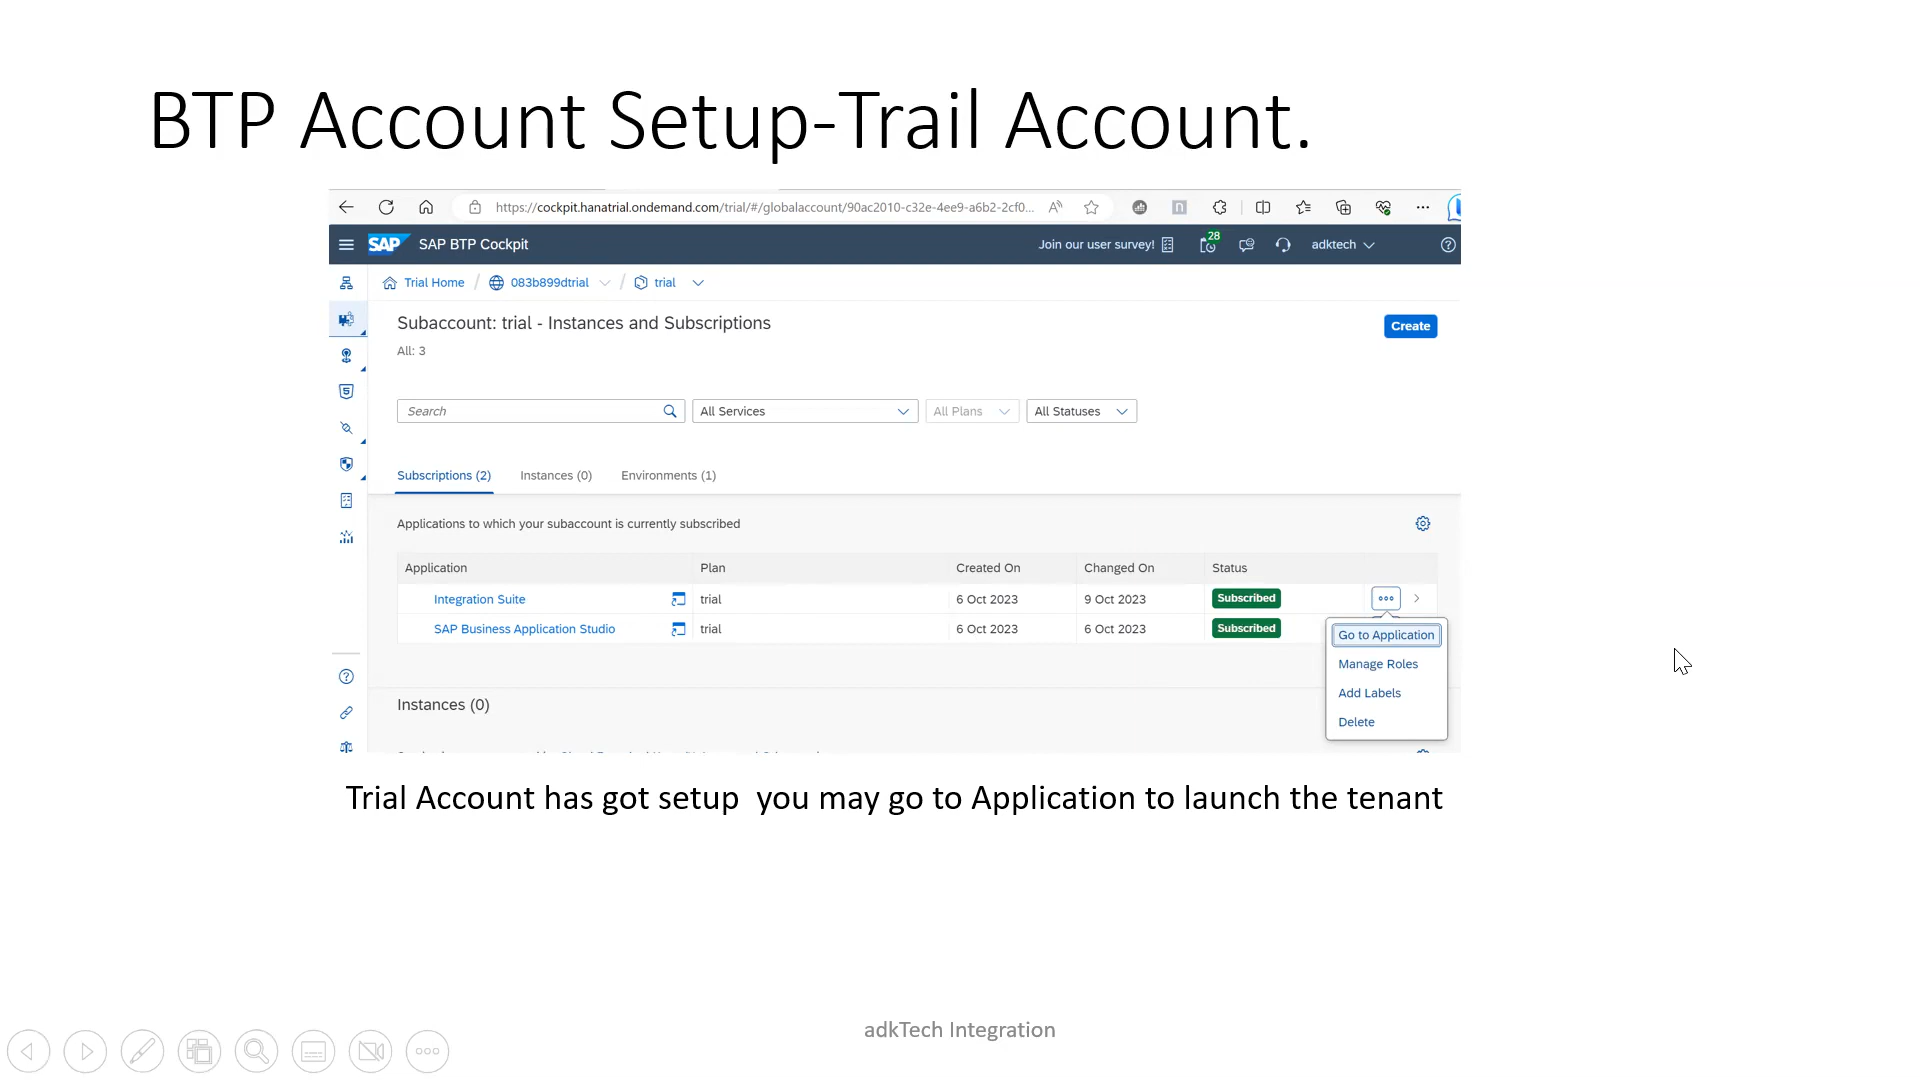 BTP Account Setup-Trail Account.
https://cockpit.hanatrial.ondemand.com/trial/#/globalaccount/90ac2010-c32e-4ee9-a6b2-2cf0...
SAP SAP BTP Cockpit Join our user survey! 28 adktech
Trial Home / 083b899dtrial / trial
Subaccount: trial - Instances and Subscriptions Create
All: 3
Search All Services All Plans All Statuses
Subscriptions (2) Instances (0) Environments (1)
Applications to which your subaccount is currently subscribed
Application Plan Created On Changed On Status
Integration Suite trial 6 Oct 2023 9 Oct 2023 Subscribed
SAP Business Application Studio trial 6 Oct 2023 6 Oct 2023 Subscribed
Go to Application
Manage Roles
Add Labels
Delete
Instances (0)
Trial Account has got setup  you may go to Application to launch the tenant
adkTech Integration